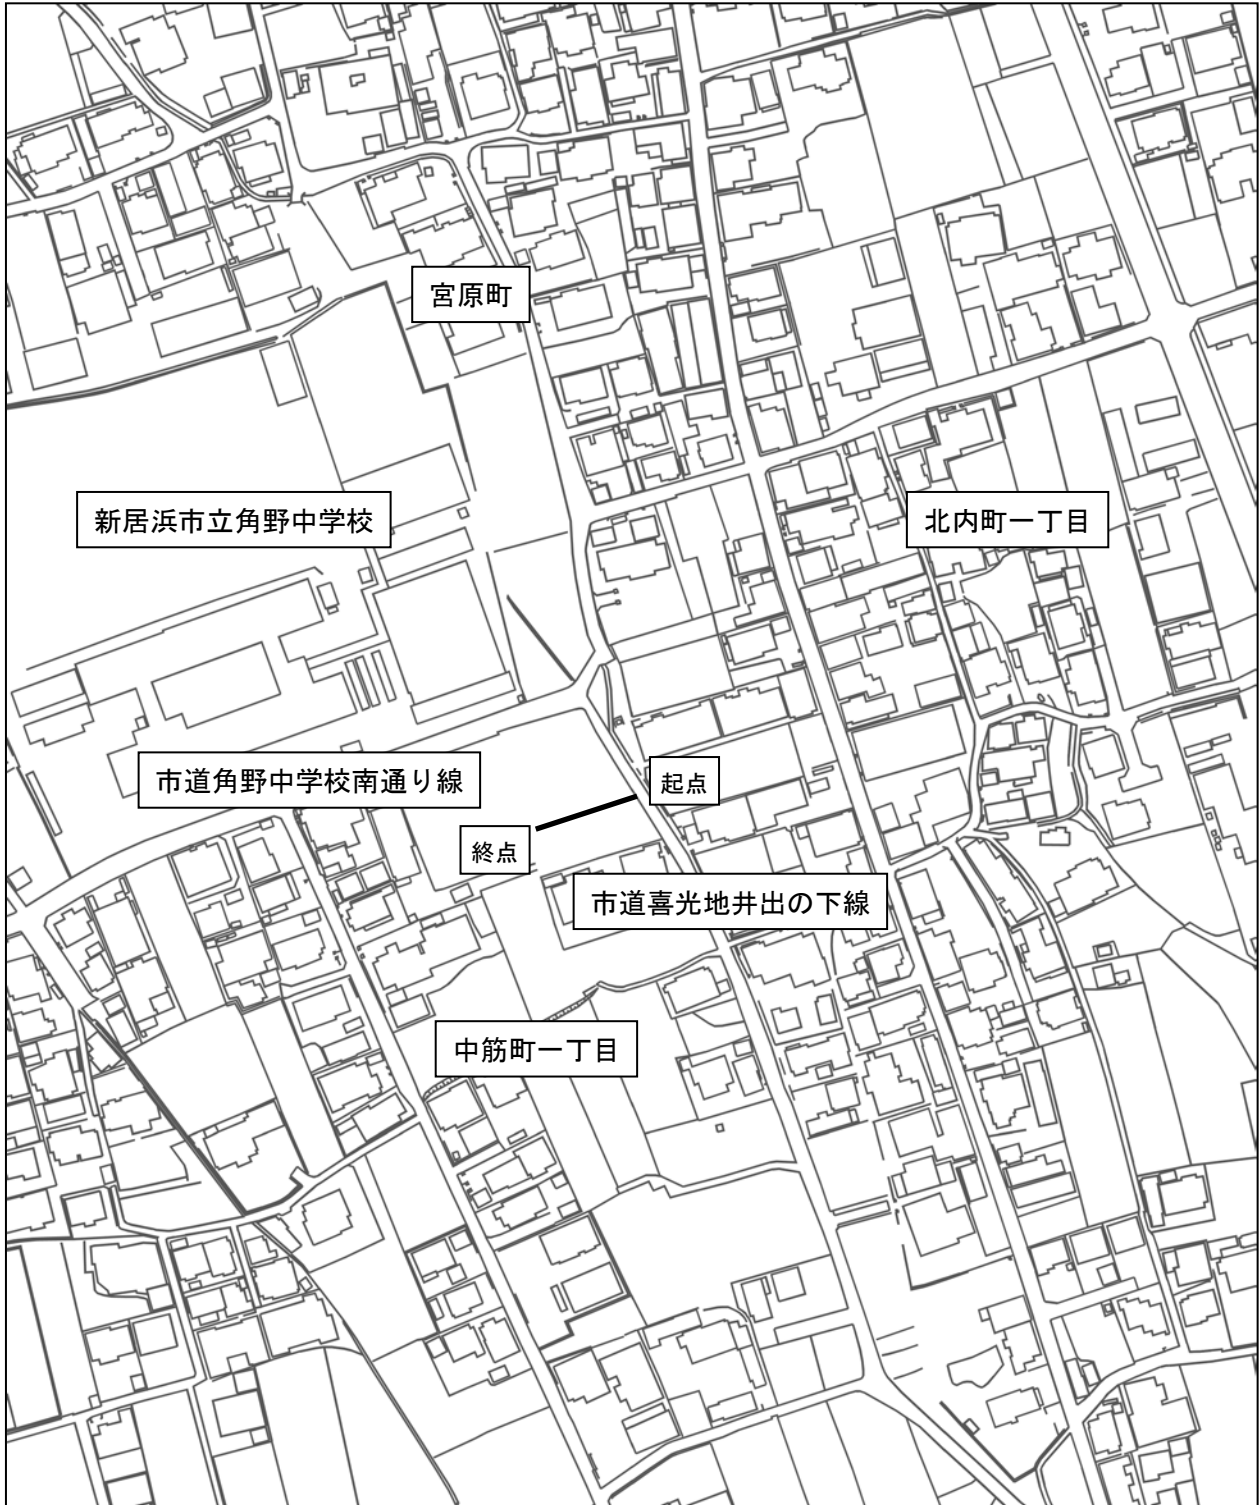 宮原町
新居浜市立角野中学校
北内町一丁目
市道角野中学校南通り線
起点
終点
市道喜光地井出の下線
中筋町一丁目